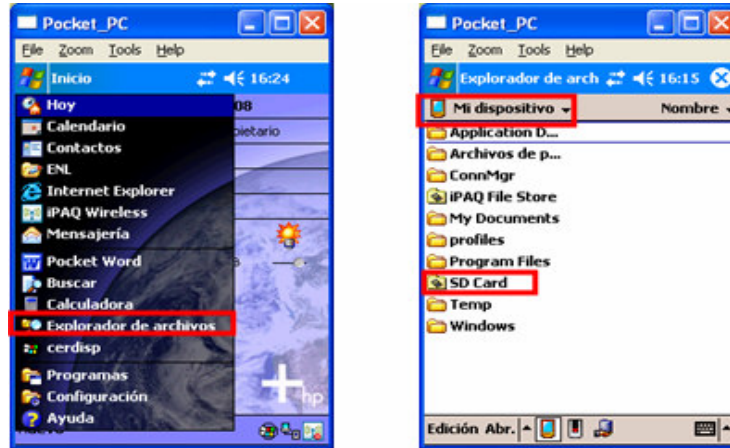 Pocket_PC
File Zoom Tools Help
Inicio 16:24
Hoy
08
Calendario
pietario
Contactos
ENL
Internet Explorer
iPAQ Wireless
Mensajería
Pocket Word
Buscar
Calculadora
Explorador de archivos
cerdisp
Programas
Configuración
Ayuda
hp
Pocket_PC
File Zoom Tools Help
Explorador de arch 16:15
Mi dispositivo Nombre
Application D...
Archivos de p...
ConnMgr
iPAQ File Store
My Documents
profiles
Program Files
SD Card
Temp
Windows
Edición Abr.